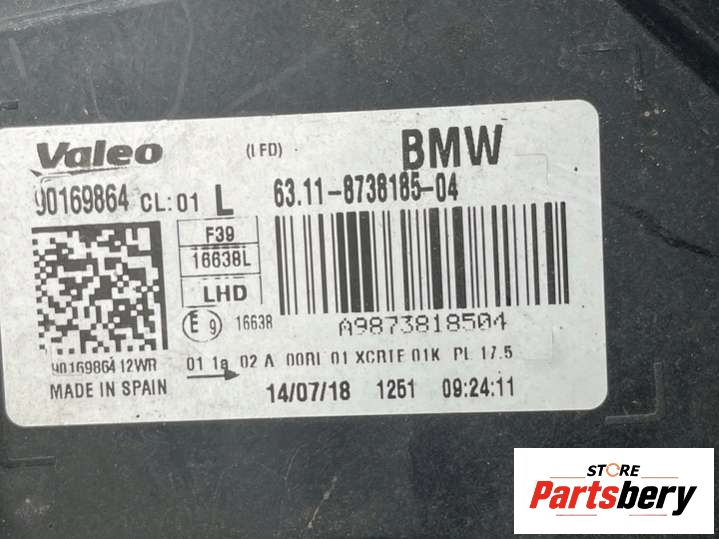 Valeo (LFD) BMW
90169864 CL:01 L 63.11-8738185-04
F39
16638L
LHD
E 9 16638
A9873818504
90169864 12WR
01 1a 02 A 00RL 01 XCR1E 01K PL 17.5
MADE IN SPAIN 14/07/18 1251 09:24:11
STORE
Partsbery